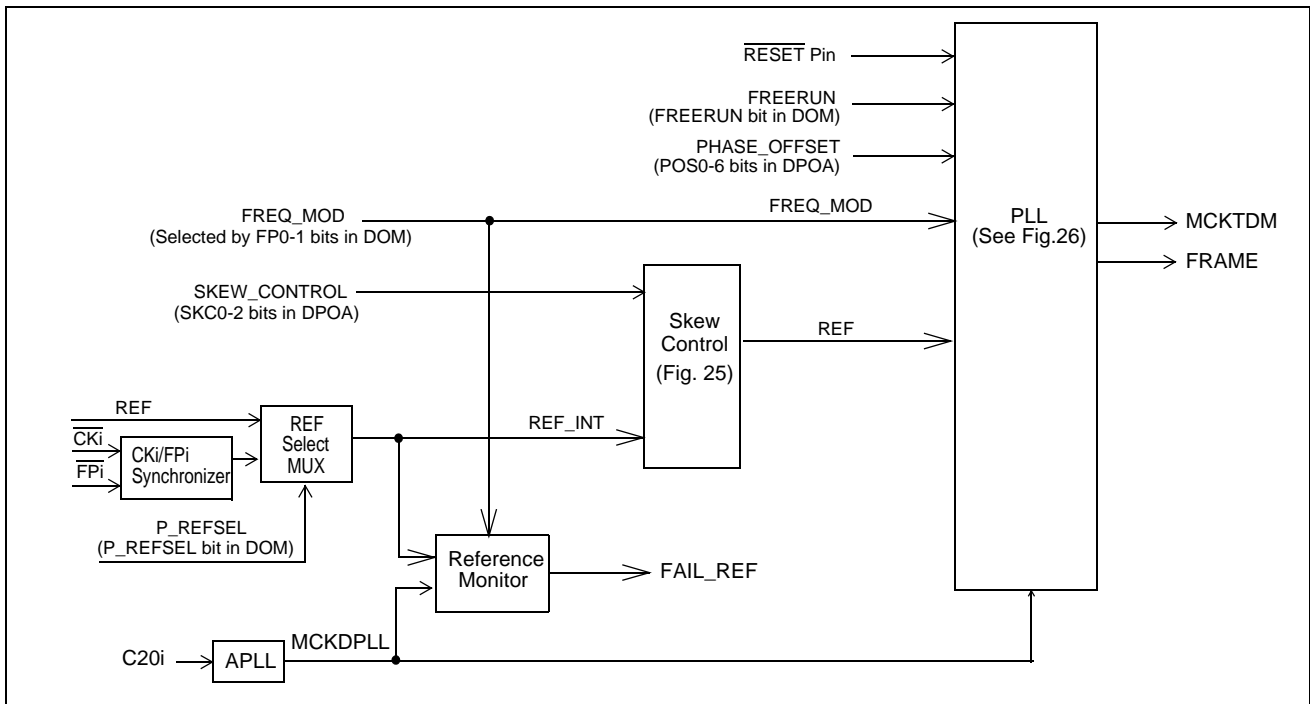 RESET Pin
FREERUN
(FREERUN bit in DOM)
PHASE_OFFSET
(POS0-6 bits in DPOA)
FREQ_MOD
(Selected by FP0-1 bits in DOM)
FREQ_MOD
PLL
(See Fig.26)
MCKTDM
FRAME
SKEW_CONTROL
(SKC0-2 bits in DPOA)
Skew
Control
(Fig. 25)
REF
REF
CKi
FPi
CKi/FPi
Synchronizer
REF
Select
MUX
REF_INT
P_REFSEL
(P_REFSEL bit in DOM)
Reference
Monitor
FAIL_REF
C20i
APLL
MCKDPLL